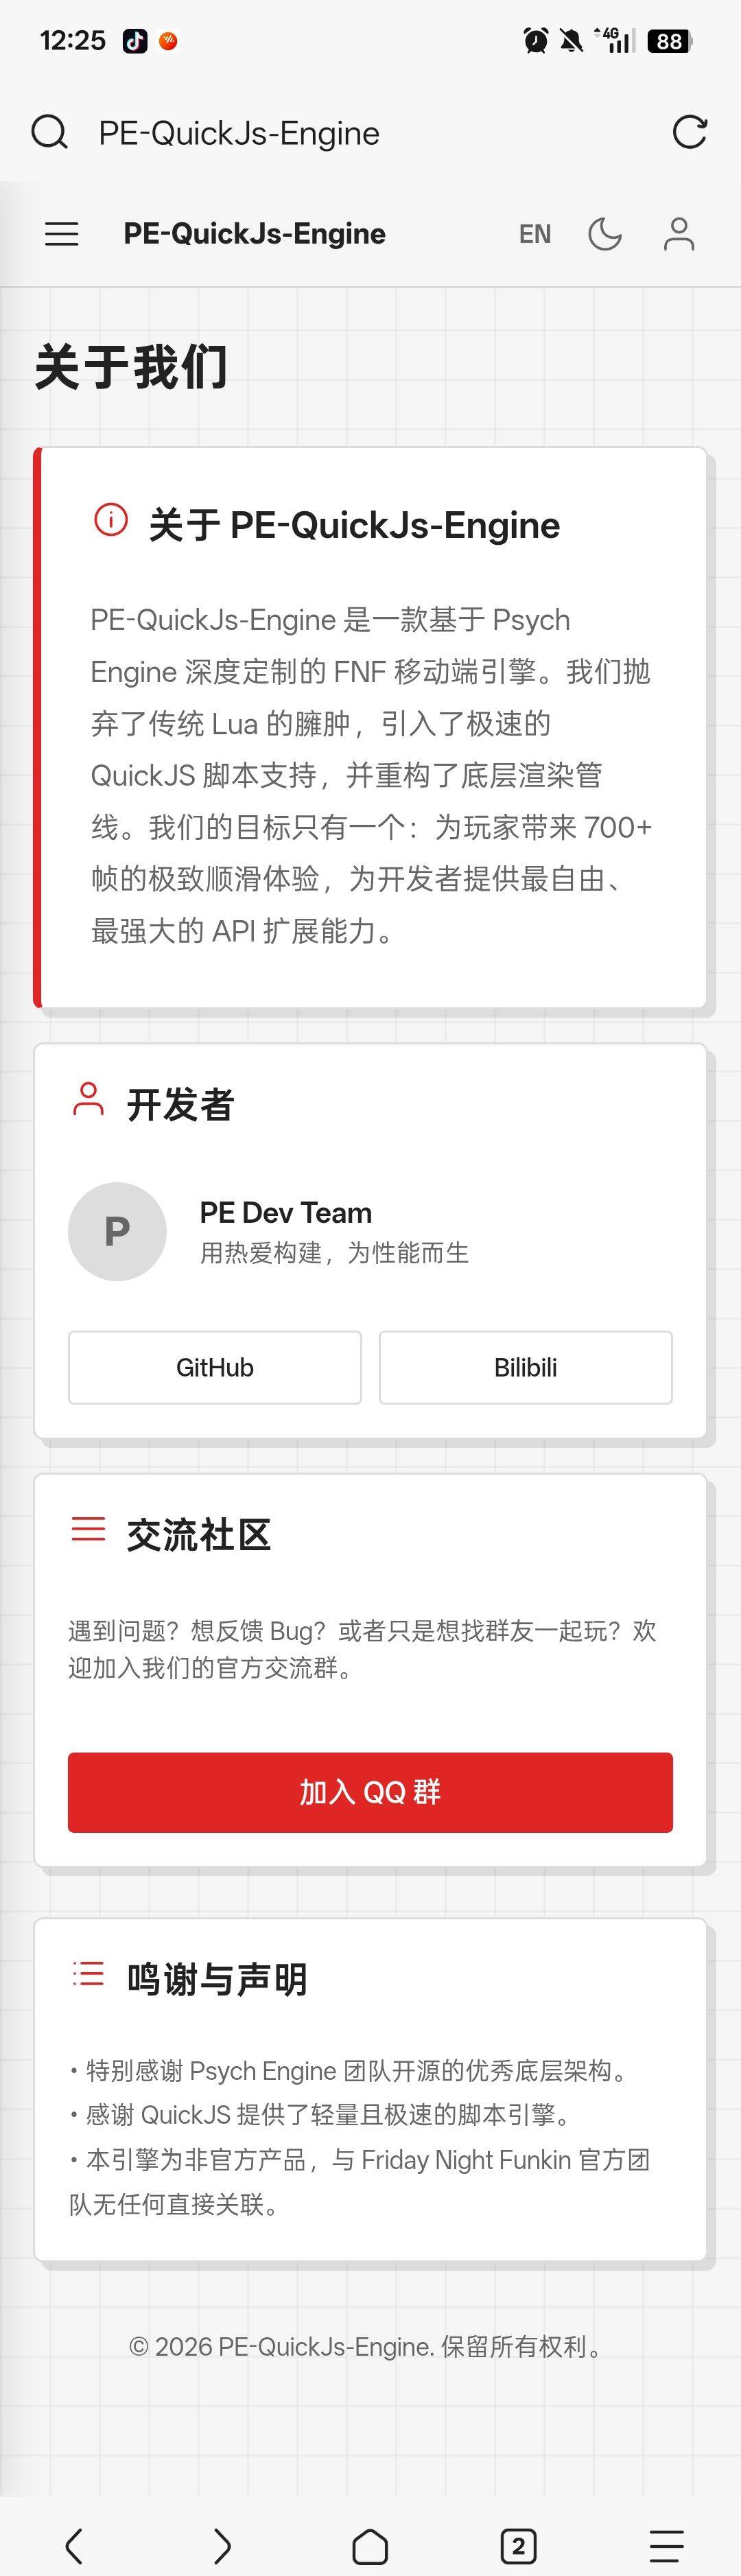 12:25
4G
88
PE-QuickJs-Engine
PE-QuickJs-Engine
EN
关于我们
关于 PE-QuickJs-Engine
PE-QuickJs-Engine 是一款基于 Psych
Engine 深度定制的 FNF 移动端引擎。我们抛
弃了传统 Lua 的臃肿，引入了极速的
QuickJS 脚本支持，并重构了底层渲染管
线。我们的目标只有一个：为玩家带来 700+
帧的极致顺滑体验，为开发者提供最自由、
最强大的 API 扩展能力。
开发者
P
PE Dev Team
用热爱构建，为性能而生
GitHub
Bilibili
交流社区
遇到问题？想反馈 Bug？或者只是想找群友一起玩？欢
迎加入我们的官方交流群。
加入 QQ 群
鸣谢与声明
• 特别感谢 Psych Engine 团队开源的优秀底层架构。
• 感谢 QuickJS 提供了轻量且极速的脚本引擎。
• 本引擎为非官方产品，与 Friday Night Funkin 官方团
队无任何直接关联。
© 2026 PE-QuickJs-Engine. 保留所有权利。
2